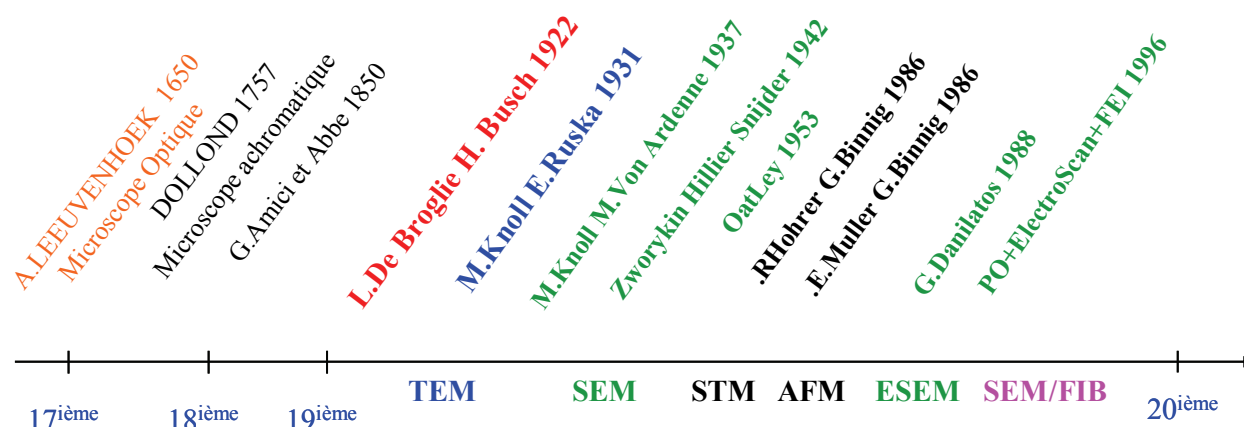 A.LEEUVENHOEK 1650
Microscope Optique
DOLLOND 1757
Microscope achromatique
G.Amici et Abbe 1850
L.De Broglie H. Busch 1922
M.Knoll E.Ruska 1931
M.Knoll M.Von Ardenne 1937
Zworykin Hillier Snijder 1942
OatLey 1953
.RHohrer G.Binnig 1986
.E.Muller G.Binnig 1986
G.Danilatos 1988
PO+ElectroScan+FEI 1996
TEM SEM STM AFM ESEM SEM/FIB
17ième 18ième 19ième 20ième